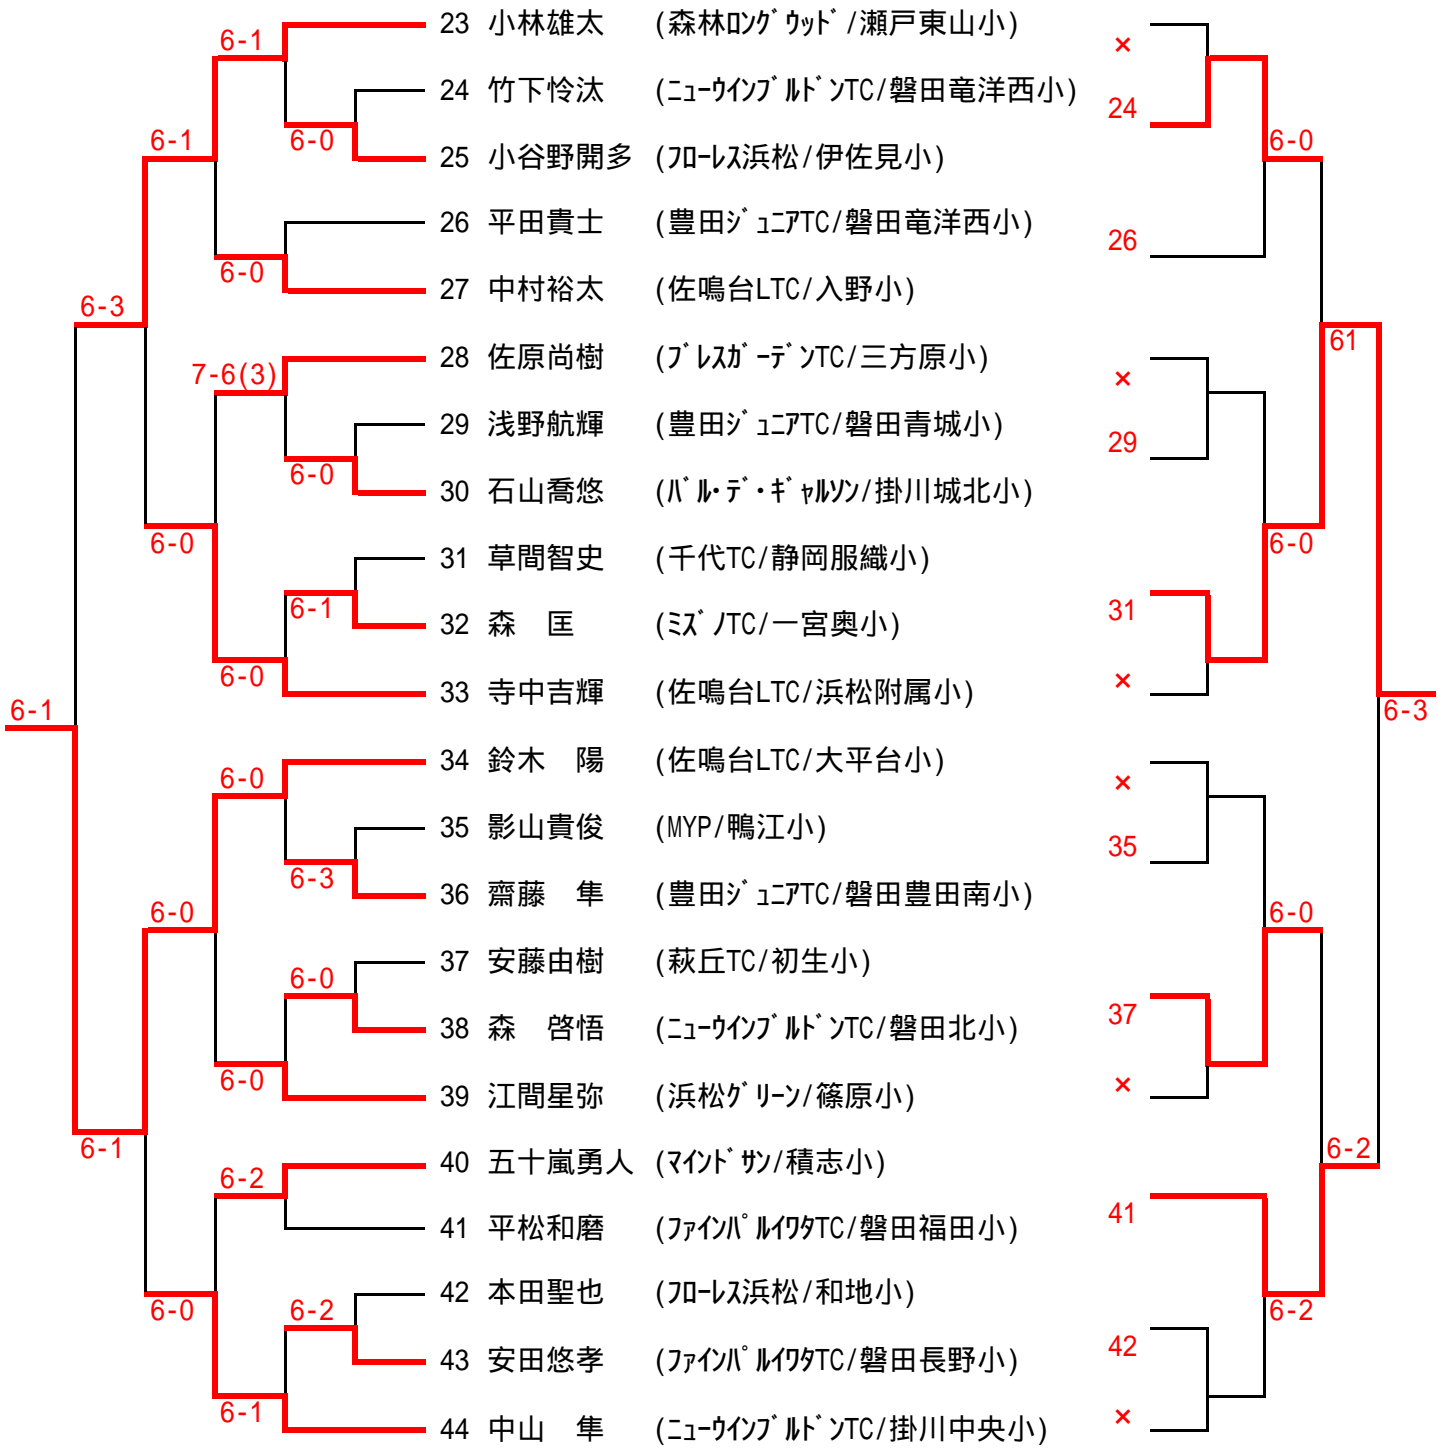 23 小林雄太 (森林ﾛﾝｸﾞｳｯﾄﾞ/瀬戸東山小)
6-1
×
24 竹下怜汰 (ﾆｭｰｳｲﾝﾌﾞﾙﾄﾞﾝTC/磐田竜洋西小)
24
6-1 6-0 6-0
25 小谷野開多 (ﾌﾛｰﾚｽ浜松/伊佐見小)
26 平田貴士 (豊田ｼﾞｭﾆｱTC/磐田竜洋西小)
26
6-0
27 中村裕太 (佐鳴台LTC/入野小)
6-3
61
28 佐原尚樹 (ﾌﾞﾚｽｶﾞｰﾃﾞﾝTC/三方原小)
7-6(3)
×
29 浅野航輝 (豊田ｼﾞｭﾆｱTC/磐田青城小)
29
6-0
30 石山喬悠 (ﾊﾞﾙ･ﾃﾞ･ｷﾞｬﾙｿﾝ/掛川城北小)
6-0 6-0
31 草間智史 (千代TC/静岡服織小)
6-1
31
32 森 匡 (ﾐｽﾞﾉTC/一宮奥小)
6-0
×
33 寺中吉輝 (佐鳴台LTC/浜松附属小)
6-1
6-3
34 鈴木 陽 (佐鳴台LTC/大平台小)
6-0
×
35 影山貴俊 (MYP/鴨江小)
35
6-3
36 齋藤 隼 (豊田ｼﾞｭﾆｱTC/磐田豊田南小)
6-0 6-0
37 安藤由樹 (萩丘TC/初生小)
6-0
37
38 森 啓悟 (ﾆｭｰｳｲﾝﾌﾞﾙﾄﾞﾝTC/磐田北小)
6-0
×
39 江間星弥 (浜松ｸﾞﾘｰﾝ/篠原小)
6-1
6-2
40 五十嵐勇人 (ﾏｲﾝﾄﾞｻﾝ/積志小)
6-2
41
41 平松和磨 (ﾌｧｲﾝﾊﾟﾙｲﾜﾀTC/磐田福田小)
42 本田聖也 (ﾌﾛｰﾚｽ浜松/和地小)
6-0 6-2 6-2
42
43 安田悠孝 (ﾌｧｲﾝﾊﾟﾙｲﾜﾀTC/磐田長野小)
6-1
×
44 中山 隼 (ﾆｭｰｳｲﾝﾌﾞﾙﾄﾞﾝTC/掛川中央小)